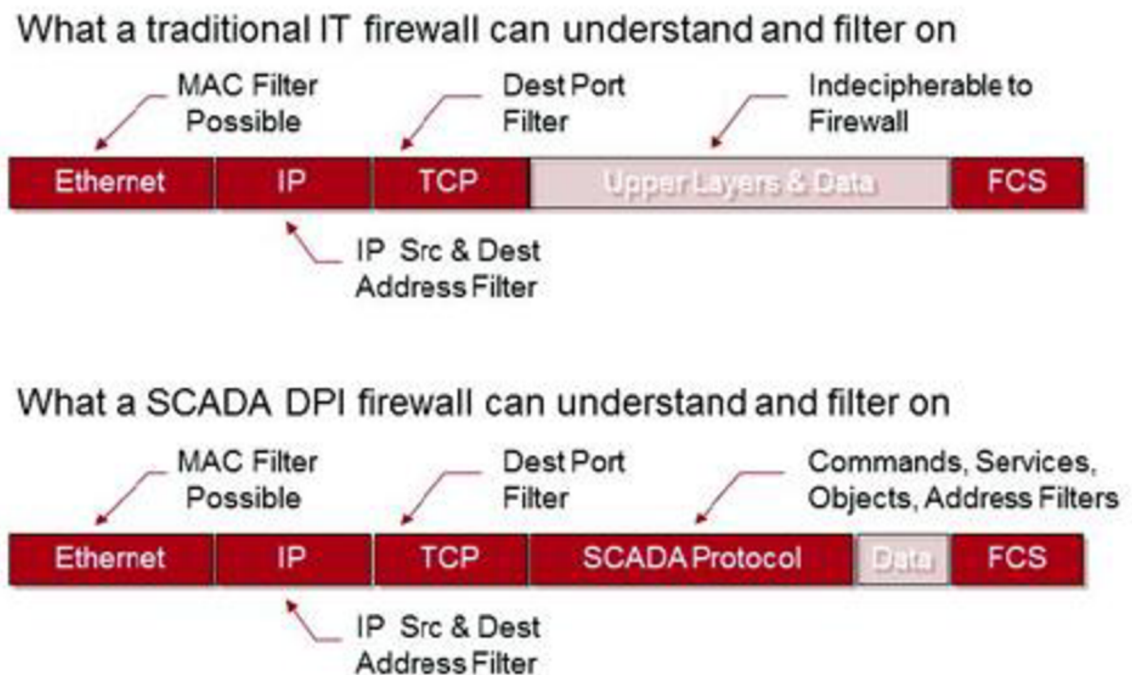 What a traditional IT firewall can understand and filter on
MAC Filter
Possible
Dest Port
Filter
Indecipherable to
Firewall
Ethernet
IP
TCP
Upper Layers & Data
FCS
IP Src & Dest
Address Filter
What a SCADA DPI firewall can understand and filter on
MAC Filter
Possible
Dest Port
Filter
Commands, Services,
Objects, Address Filters
Ethernet
IP
TCP
SCADA Protocol
Data
FCS
IP Src & Dest
Address Filter